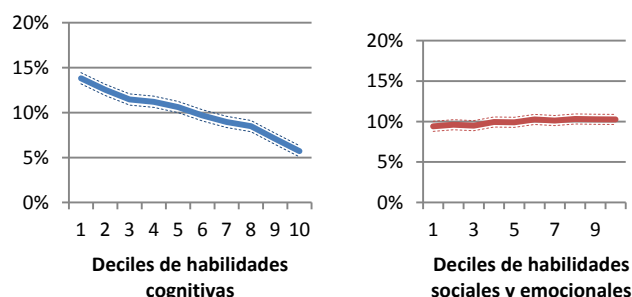 20%
15%
10%
5%
0%
1 2 3 4 5 6 7 8 9 10
Deciles de habilidades
cognitivas
20%
15%
10%
5%
0%
1 3 5 7 9
Deciles de habilidades
sociales y emocionales